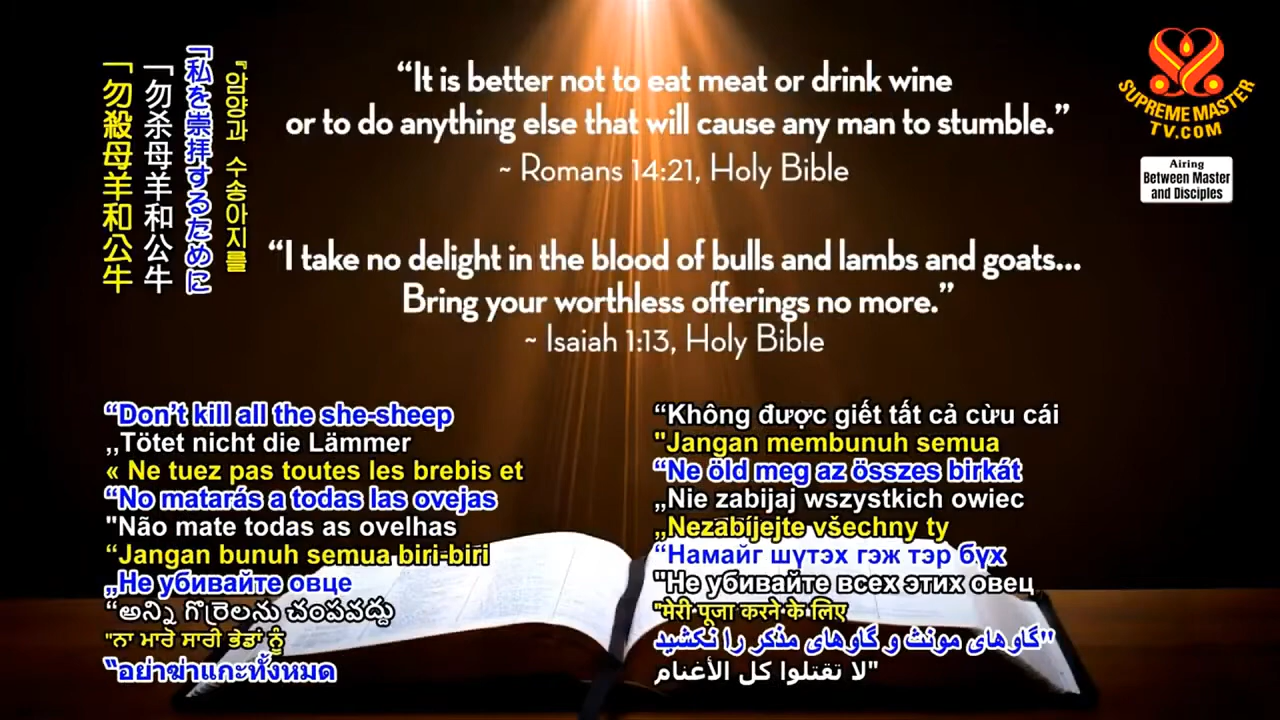 “It is better not to eat meat or drink wine
or to do anything else that will cause any man to stumble.”
~ Romans 14:21, Holy Bible
“I take no delight in the blood of bulls and lambs and goats...
Bring your worthless offerings no more.”
~ Isaiah 1:13, Holy Bible
SUPREME MASTER
TV.COM
Airing
Between Master
and Disciples
『암양과 수송아지를
「私を崇拝するために
「勿杀母羊和公牛
「勿殺母羊和公牛
“Don’t kill all the she-sheep
„Tötet nicht die Lämmer
« Ne tuez pas toutes les brebis et
“No matarás a todas las ovejas
"Não mate todas as ovelhas
“Jangan bunuh semua biri-biri
„Не убивайте овце
“అన్ని గొర్రెలను చంపవద్దు
"ਨਾ ਮਾਰੋ ਸਾਰੀ ਭੇਡਾਂ ਨੂੰ
“อย่าฆ่าแกะทั้งหมด
“Không được giết tất cả cừu cái
"Jangan membunuh semua
“Ne öld meg az összes birkát
„Nie zabijaj wszystkich owiec
„Nezabíjejte všechny ty
“Намайг шүтэх гэж тэр бүх
"Не убивайте всех этих овец
"मेरी पूजा करने के लिए
"گاو های مونث و گاوهای مذکر را نکشید
"لا تقتلوا كل الأغنام